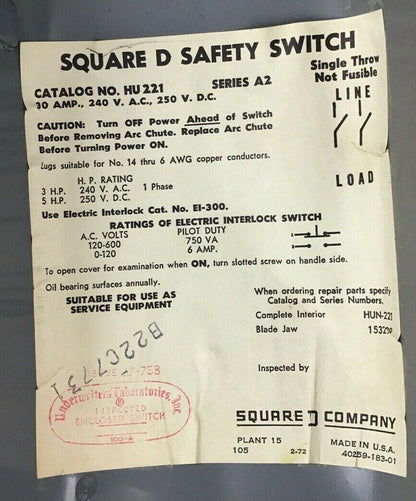 SQUARE D SAFETY SWITCH
CATALOG NO. HU 221 SERIES A2
30 AMP., 240 V. A.C., 250 V. D.C.
Single Throw
Not Fusible
LINE
CAUTION: Turn OFF Power Ahead of Switch
Before Removing Arc Chute. Replace Arc Chute
Before Turning Power ON.
Lugs suitable for No. 14 thru 6 AWG copper conductors.
LOAD
H. P. RATING
3 H.P. 240 V. A.C. 1 Phase
5 H.P. 250 V. D.C.
Use Electric Interlock Cat. No. EI-300.
RATINGS OF ELECTRIC INTERLOCK SWITCH
A.C. VOLTS PILOT DUTY
120-600 750 VA
0-120 6 AMP.
To open cover for examination when ON, turn slotted screw on handle side.
Oil bearing surfaces annually.
SUITABLE FOR USE AS
SERVICE EQUIPMENT
When ordering repair parts specify
Catalog and Series Numbers.
Complete Interior HUN-221
Blade Jaw
B22C7731
Underwriters Laboratories, Inc.
INSPECTED
ENCLOSED SWITCH
105-A
Inspected by
SQUARE D COMPANY
PLANT 15 MADE IN U.S.A.
105 2-72 40259-183-01